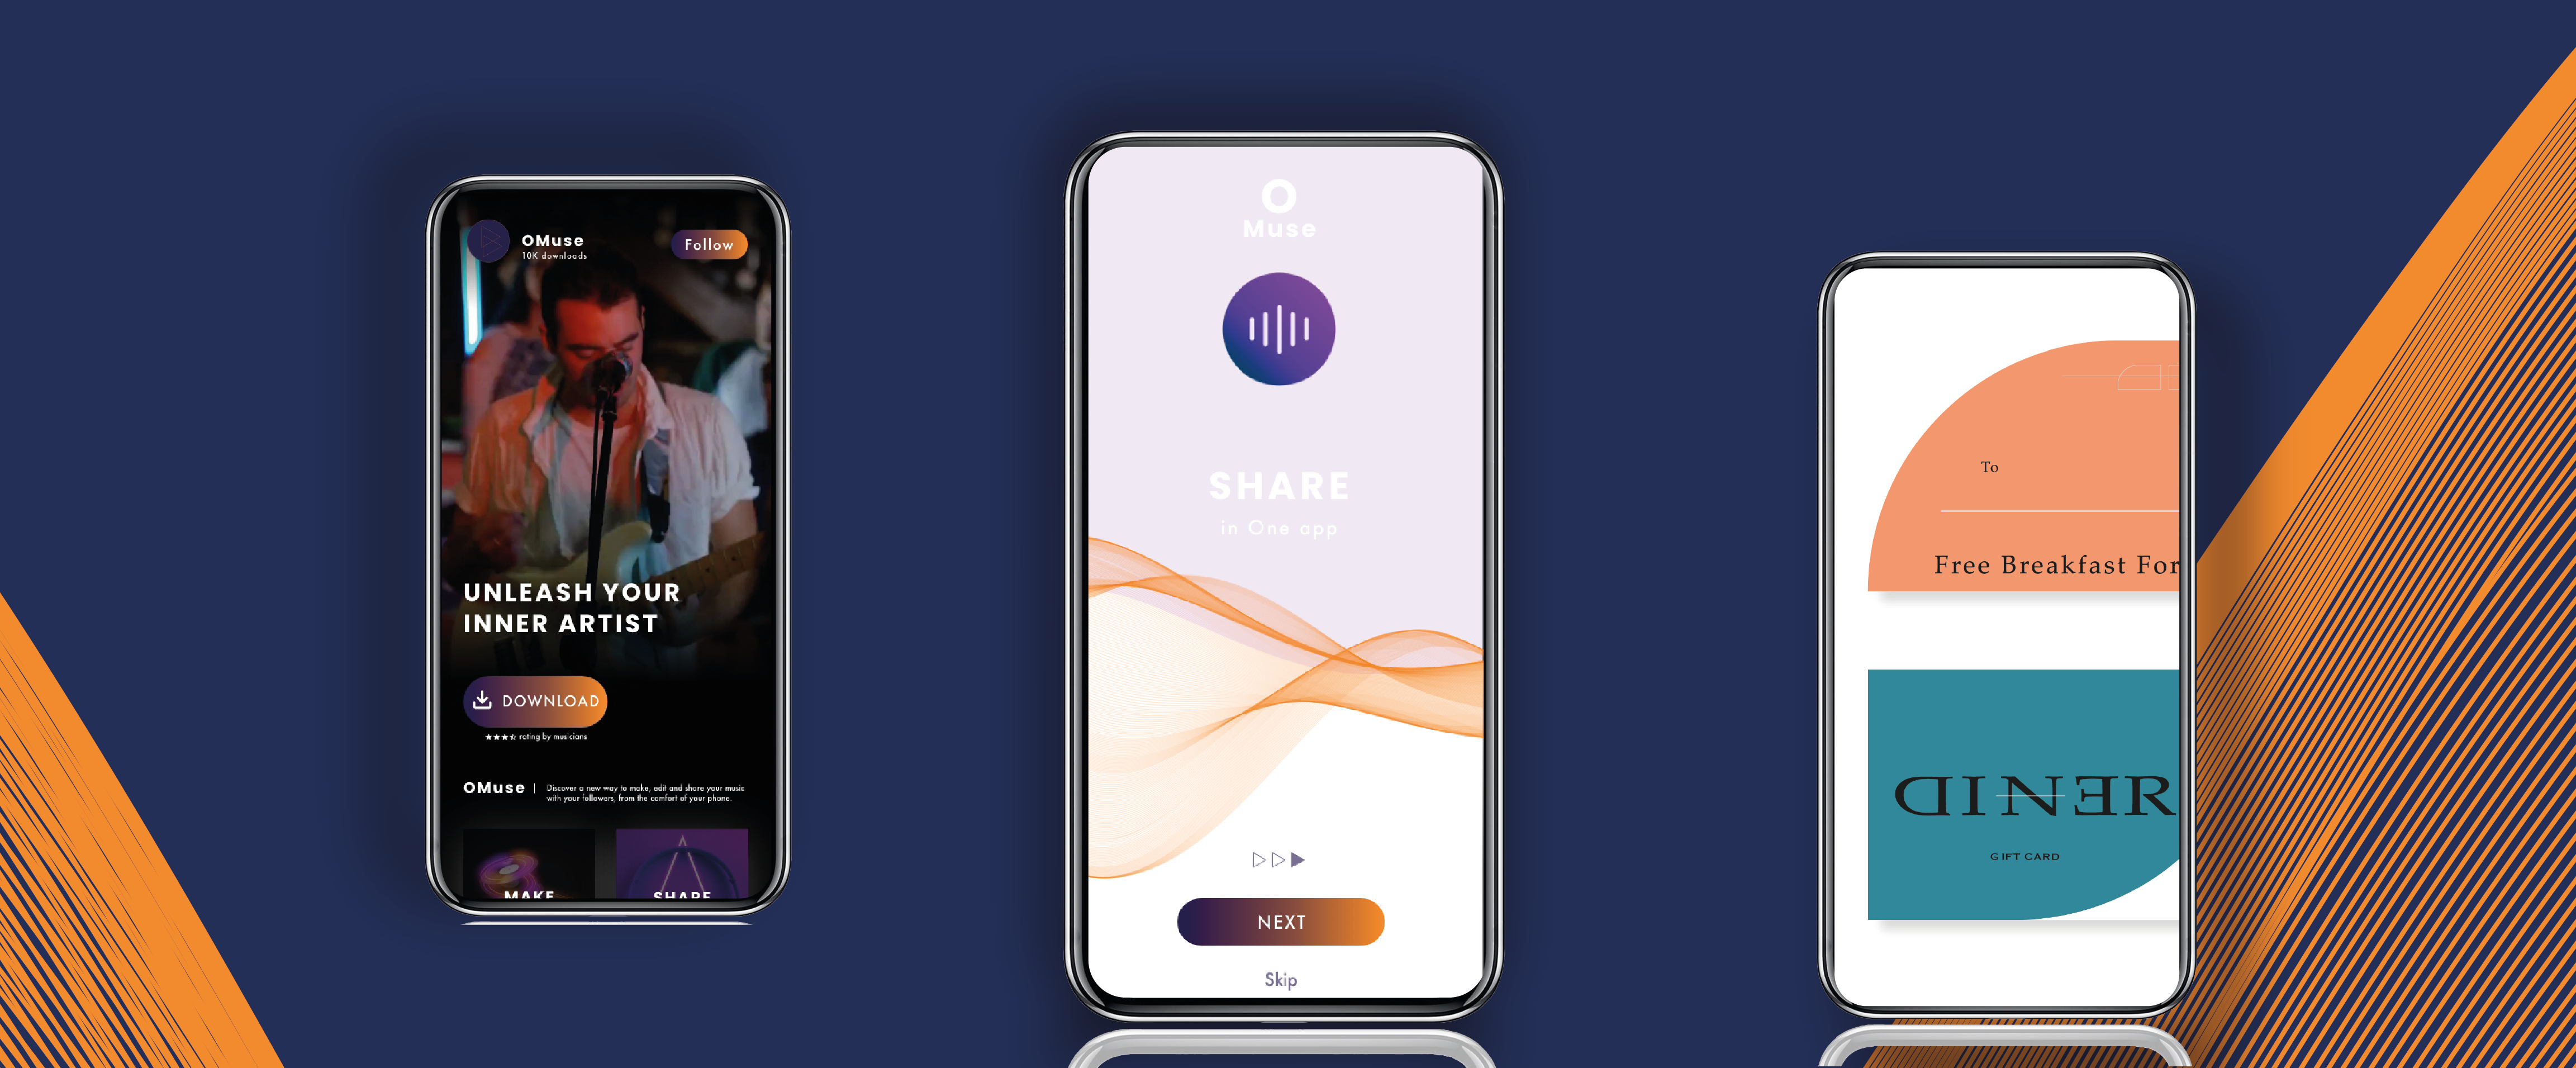 OMuse
10K downloads
Follow
UNLEASH YOUR
INNER ARTIST
DOWNLOAD
rating by musicians
OMuse
Discover a new way to make, edit and share your music
with your followers, from the comfort of your phone.
MAKE
SHARE
O
Muse
SHARE
in One app
NEXT
Skip
To
Free Breakfast For
DINER
GIFT CARD